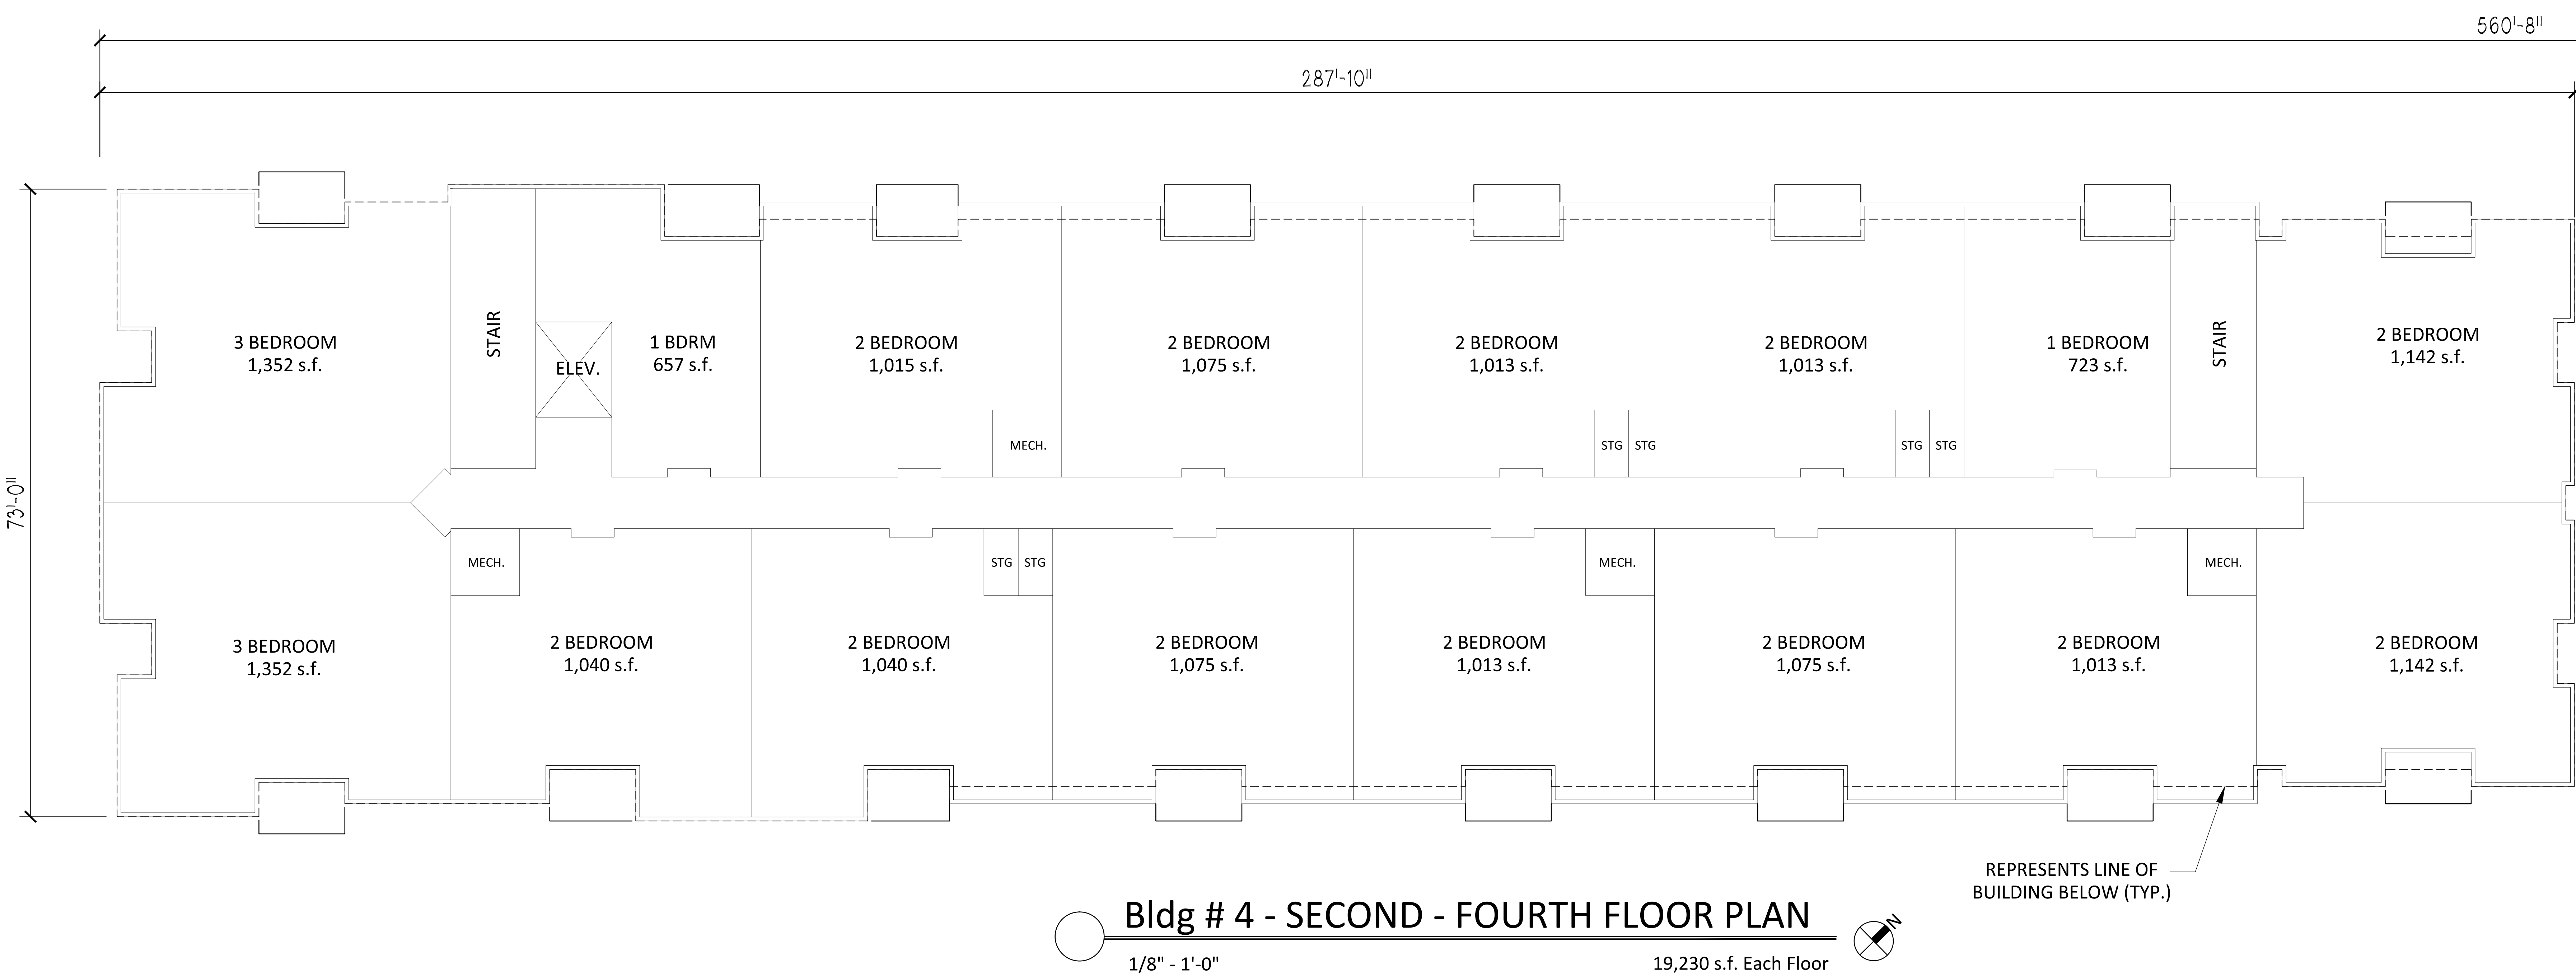 560'-8"
287'-10"
73'-0"
3 BEDROOM
1,352 s.f.
STAIR
ELEV.
1 BDRM
657 s.f.
2 BEDROOM
1,015 s.f.
MECH.
2 BEDROOM
1,075 s.f.
2 BEDROOM
1,013 s.f.
STG STG
2 BEDROOM
1,013 s.f.
STG STG
1 BEDROOM
723 s.f.
STAIR
2 BEDROOM
1,142 s.f.
3 BEDROOM
1,352 s.f.
MECH.
2 BEDROOM
1,040 s.f.
2 BEDROOM
1,040 s.f.
STG STG
2 BEDROOM
1,075 s.f.
2 BEDROOM
1,013 s.f.
MECH.
2 BEDROOM
1,075 s.f.
2 BEDROOM
1,013 s.f.
MECH.
2 BEDROOM
1,142 s.f.
REPRESENTS LINE OF
BUILDING BELOW (TYP.)
Bldg # 4 - SECOND - FOURTH FLOOR PLAN
N
1/8" - 1'-0"
19,230 s.f. Each Floor